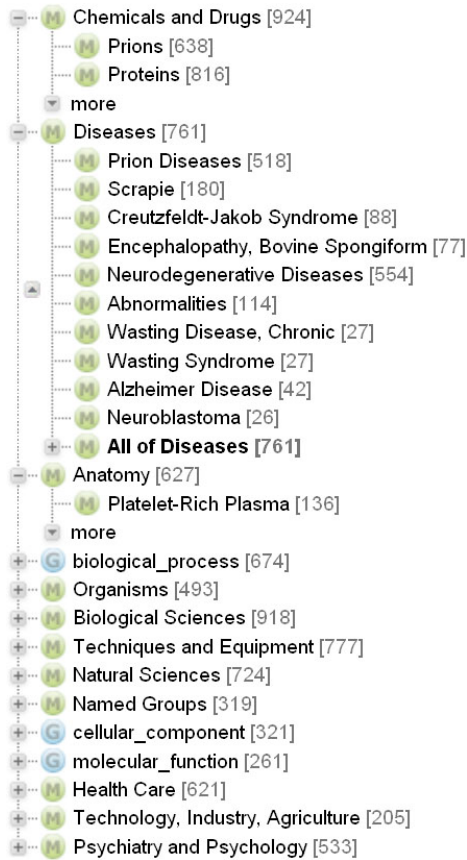 M Chemicals and Drugs [924]
M Prions [638]
M Proteins [816]
more
M Diseases [761]
M Prion Diseases [518]
M Scrapie [180]
M Creutzfeldt-Jakob Syndrome [88]
M Encephalopathy, Bovine Spongiform [77]
M Neurodegenerative Diseases [554]
M Abnormalities [114]
M Wasting Disease, Chronic [27]
M Wasting Syndrome [27]
M Alzheimer Disease [42]
M Neuroblastoma [26]
M All of Diseases [761]
M Anatomy [627]
M Platelet-Rich Plasma [136]
more
G biological_process [674]
M Organisms [493]
M Biological Sciences [918]
M Techniques and Equipment [777]
M Natural Sciences [724]
M Named Groups [319]
G cellular_component [321]
G molecular_function [261]
M Health Care [621]
M Technology, Industry, Agriculture [205]
M Psychiatry and Psychology [533]